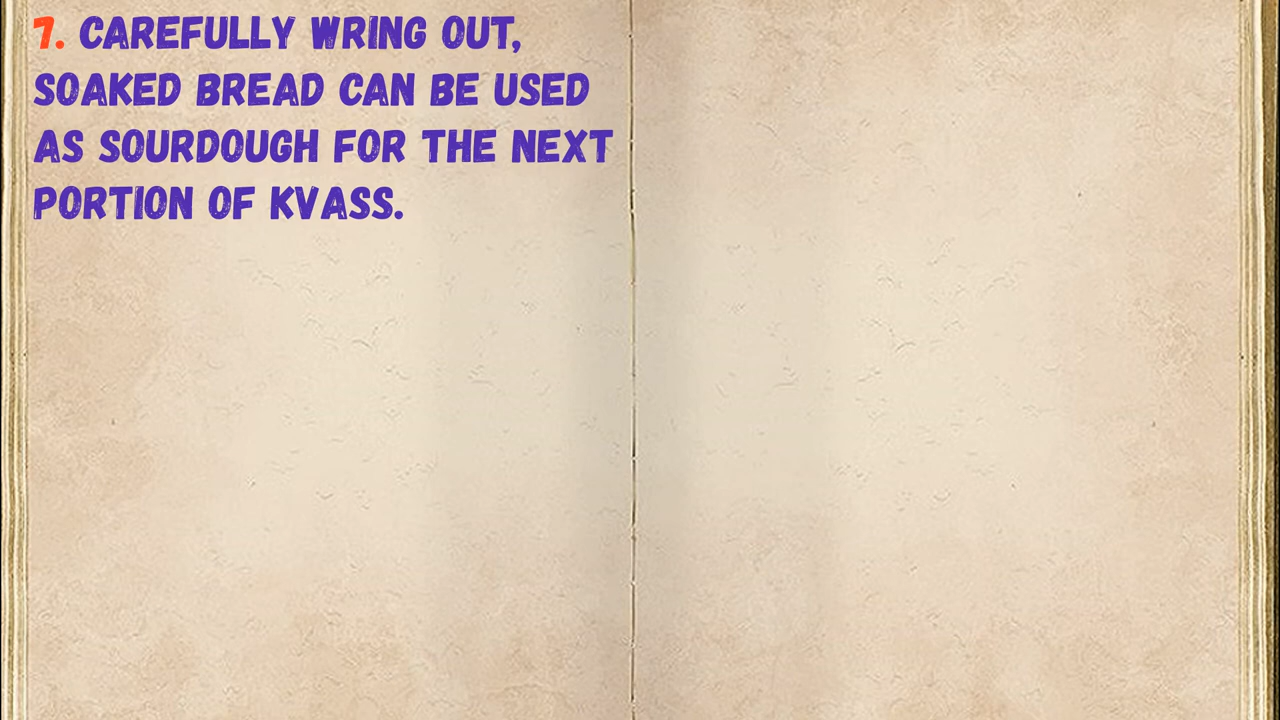 7. CAREFULLY WRING OUT,
SOAKED BREAD CAN BE USED
AS SOURDOUGH FOR THE NEXT
PORTION OF KVASS.